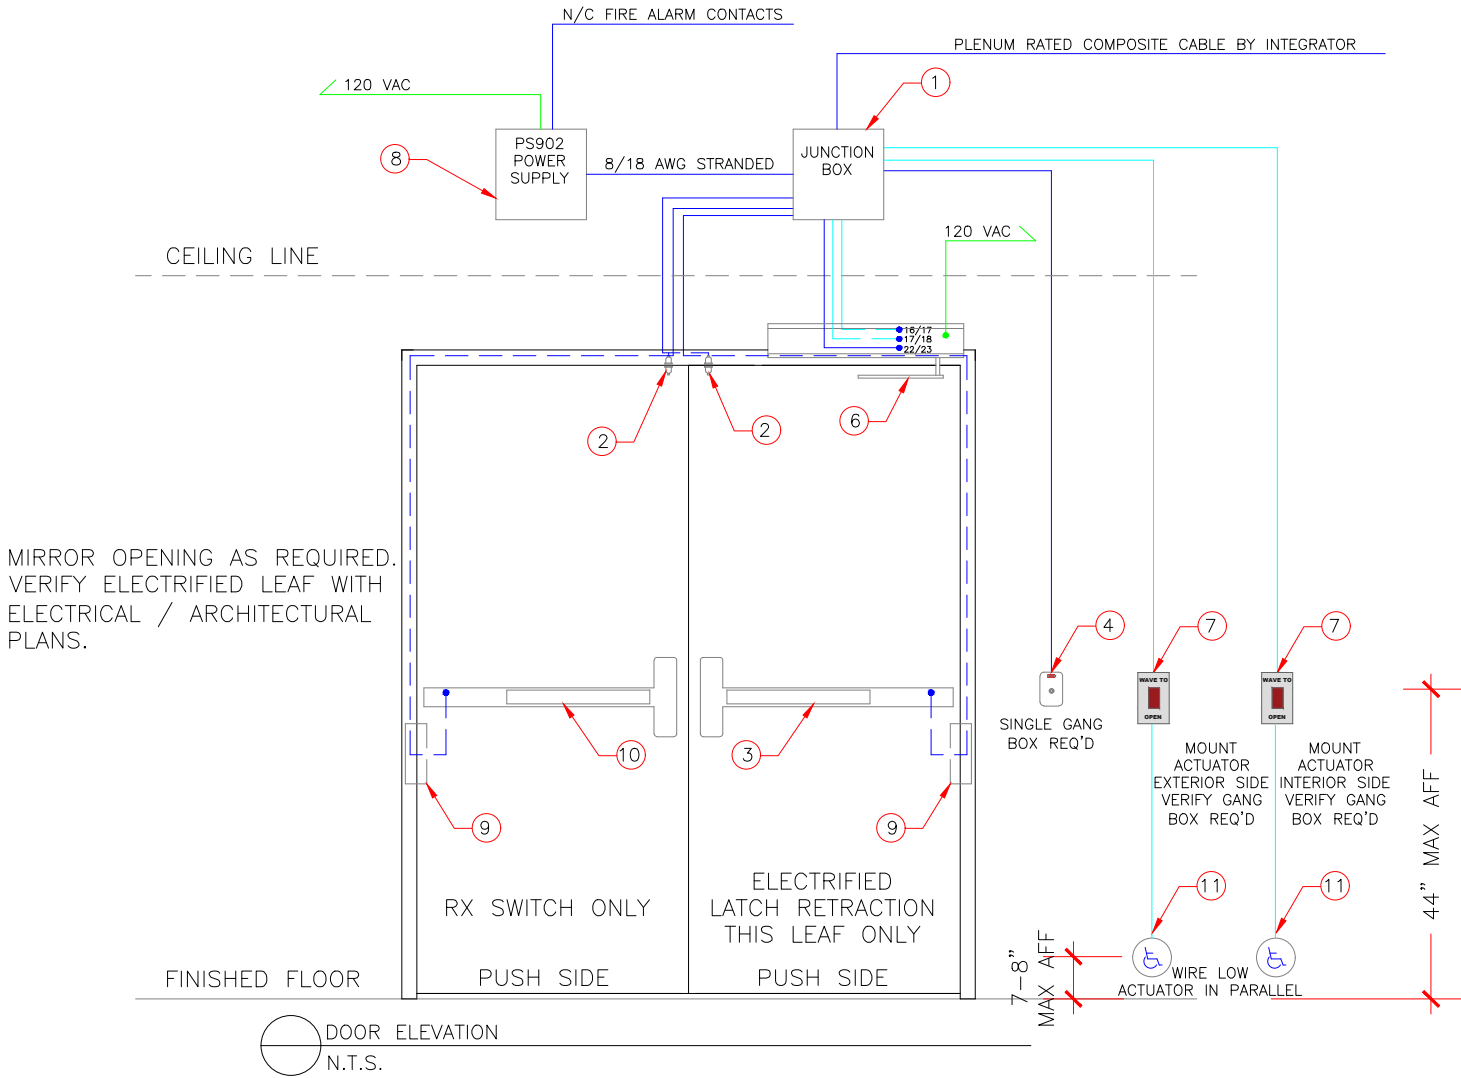 N/C FIRE ALARM CONTACTS
PLENUM RATED COMPOSITE CABLE BY INTEGRATOR
120 VAC
1
PS902
POWER
SUPPLY
8
8/18 AWG STRANDED
JUNCTION
BOX
120 VAC
CEILING LINE
16/17
17/18
22/23
2
2
6
MIRROR OPENING AS REQUIRED.
VERIFY ELECTRIFIED LEAF WITH
ELECTRICAL / ARCHITECTURAL
PLANS.
4
7
7
WAVE TO
OPEN
WAVE TO
OPEN
SINGLE GANG
BOX REQ'D
10
3
MOUNT
ACTUATOR
EXTERIOR SIDE
VERIFY GANG
BOX REQ'D
MOUNT
ACTUATOR
INTERIOR SIDE
VERIFY GANG
BOX REQ'D
44" MAX AFF
9
9
11
11
RX SWITCH ONLY
ELECTRIFIED
LATCH RETRACTION
THIS LEAF ONLY
7-8"
MAX AFF
WIRE LOW
ACTUATOR IN PARALLEL
FINISHED FLOOR
PUSH SIDE
PUSH SIDE
DOOR ELEVATION
N.T.S.